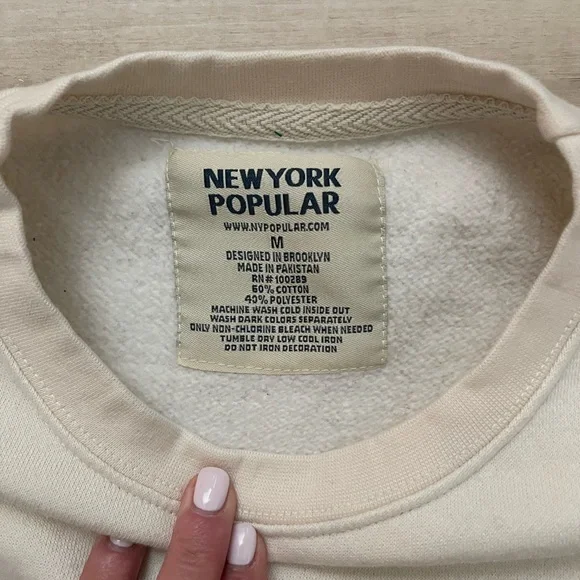 NEW YORK
POPULAR
WWW.NYPOPULAR.COM
M
DESIGNED IN BROOKLYN
MADE IN PAKISTAN
RN# 100289
60% COTTON
40% POLYESTER
MACHINE WASH COLD INSIDE OUT
WASH DARK COLORS SEPARATELY
ONLY NON-CHLORINE BLEACH WHEN NEEDED
TUMBLE DRY LOW COOL IRON
DO NOT IRON DECORATION